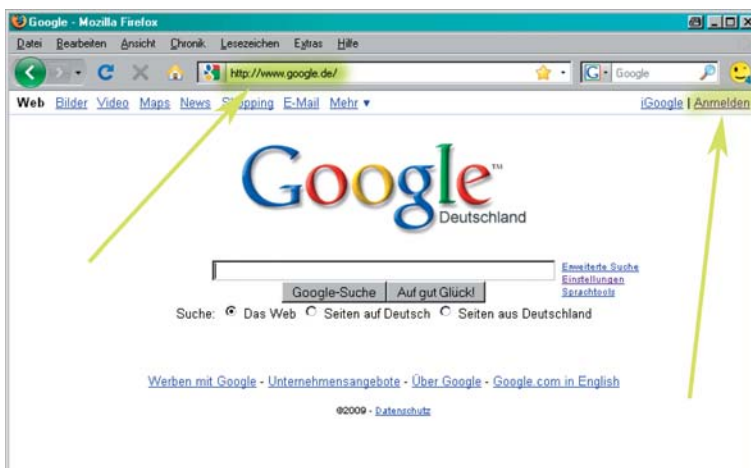 Google - Mozilla Firefox
Datei Bearbeiten Ansicht Chronik Lesezeichen Extras Hilfe
http://www.google.de/ G Google
Web Bilder Video Maps News Shopping E-Mail Mehr ▼ iGoogle | Anmelden
Google™
Deutschland
Erweiterte Suche
Einstellungen
Sprachtools
Google-Suche Auf gut Glück!
Suche: Das Web Seiten auf Deutsch Seiten aus Deutschland
Werben mit Google - Unternehmensangebote - Über Google - Google.com in English
©2009 - Datenschutz